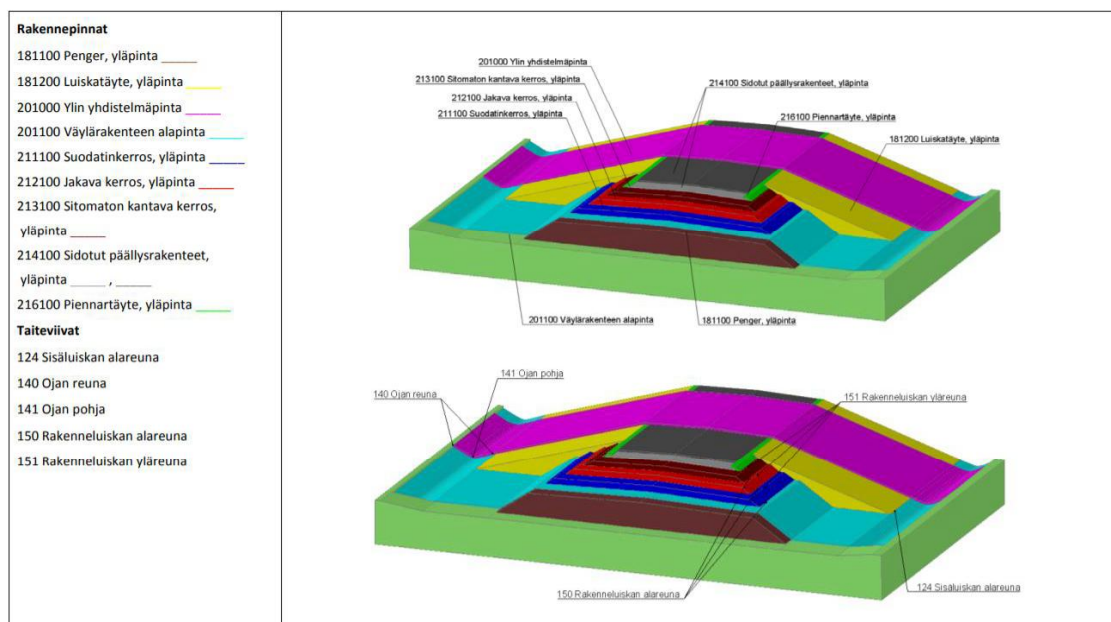 Rakennepinnat
181100 Penger, yläpinta
181200 Luiskatäyte, yläpinta
201000 Ylin yhdistelmäpinta
201100 Väylärakenteen alapinta
211100 Suodatinkerros, yläpinta
212100 Jakava kerros, yläpinta
213100 Sitomaton kantava kerros,
yläpinta
214100 Sidotut päällysrakenteet,
yläpinta ,
216100 Piennartäyte, yläpinta
Taiteviivat
124 Sisäluiskan alareuna
140 Ojan reuna
141 Ojan pohja
150 Rakenneluiskan alareuna
151 Rakenneluiskan yläreuna
201000 Ylin yhdistelmäpinta
213100 Sitomaton kantava kerros, yläpinta
212100 Jakava kerros, yläpinta
211100 Suodatinkerros, yläpinta
214100 Sidotut päällysrakenteet, yläpinta
216100 Piennartäyte, yläpinta
181200 Luiskatäyte, yläpinta
201100 Väylärakenteen alapinta
181100 Penger, yläpinta
141 Ojan pohja
140 Ojan reuna
151 Rakenneluiskan yläreuna
150 Rakenneluiskan alareuna
124 Sisäluiskan alareuna